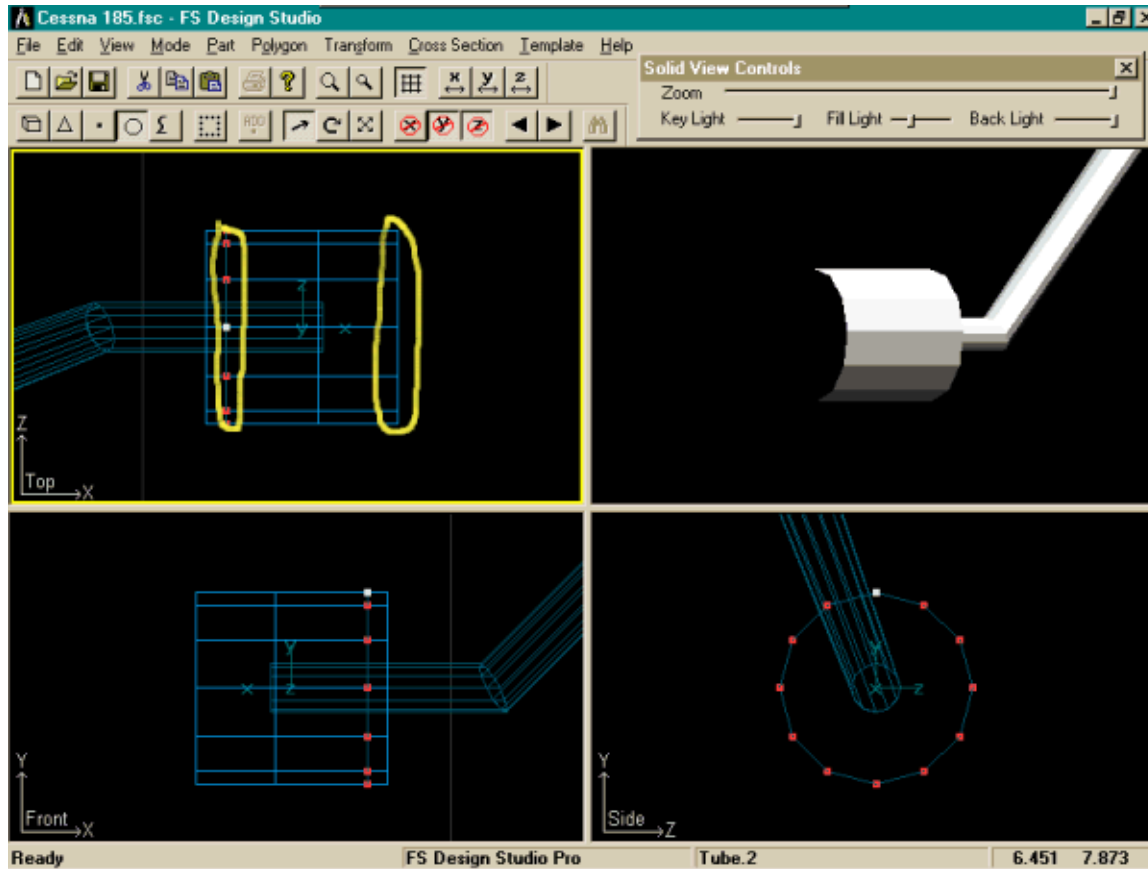 Cessna 185.fsc - FS Design Studio
File Edit View Mode Part Polygon Transform Cross Section Template Help
Solid View Controls
Zoom
x y z
Key Light Fill Light Back Light
ADD x y z
z
y x
Z
Top
X
Y
x z
Y
Front
X
Y
x z
Y
Side
Z
Ready FS Design Studio Pro Tube.2 6.451 7.873